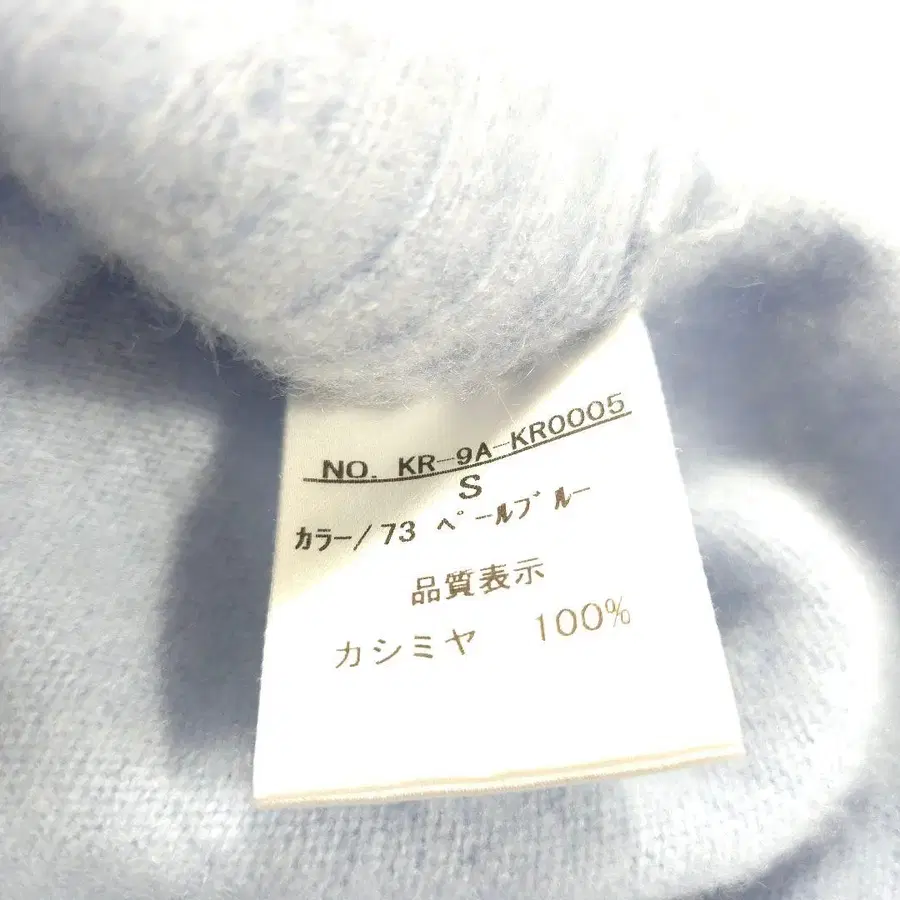 NO. KR-9A-KR0005
S
ｶﾗｰ/73 ﾍﾟｰﾙﾌﾞﾙｰ
品質表示
カシミヤ 100%